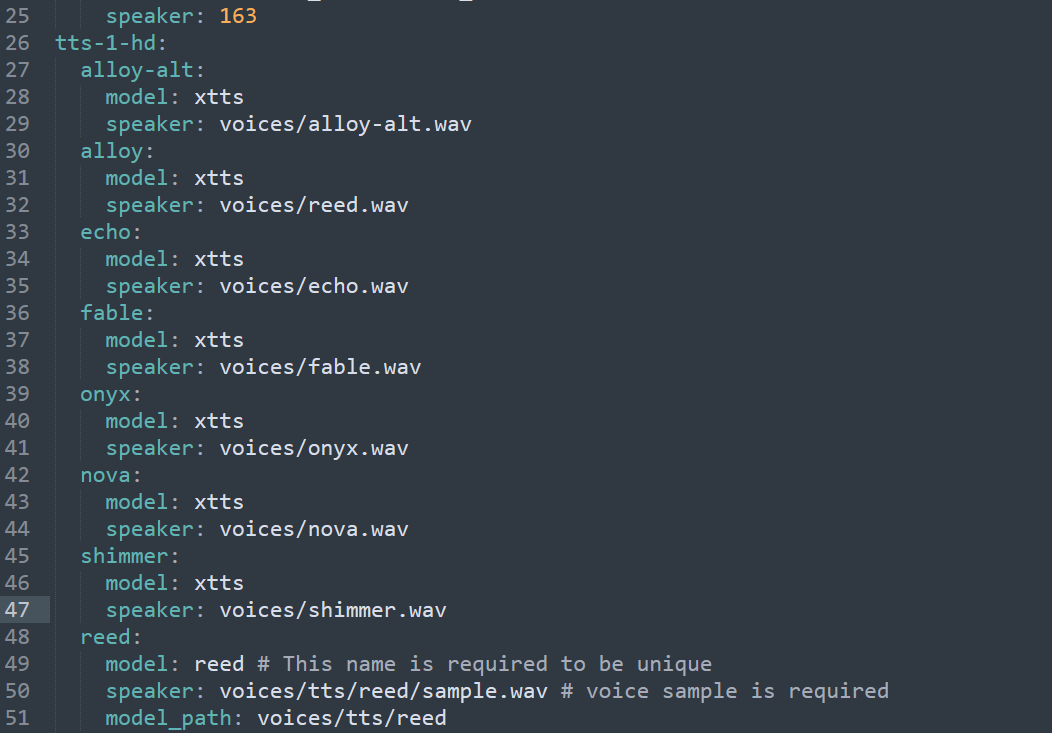 25 speaker: 163
26 tts-1-hd:
27 alloy-alt:
28 model: xtts
29 speaker: voices/alloy-alt.wav
30 alloy:
31 model: xtts
32 speaker: voices/reed.wav
33 echo:
34 model: xtts
35 speaker: voices/echo.wav
36 fable:
37 model: xtts
38 speaker: voices/fable.wav
39 onyx:
40 model: xtts
41 speaker: voices/onyx.wav
42 nova:
43 model: xtts
44 speaker: voices/nova.wav
45 shimmer:
46 model: xtts
47 speaker: voices/shimmer.wav
48 reed:
49 model: reed # This name is required to be unique
50 speaker: voices/tts/reed/sample.wav # voice sample is required
51 model_path: voices/tts/reed